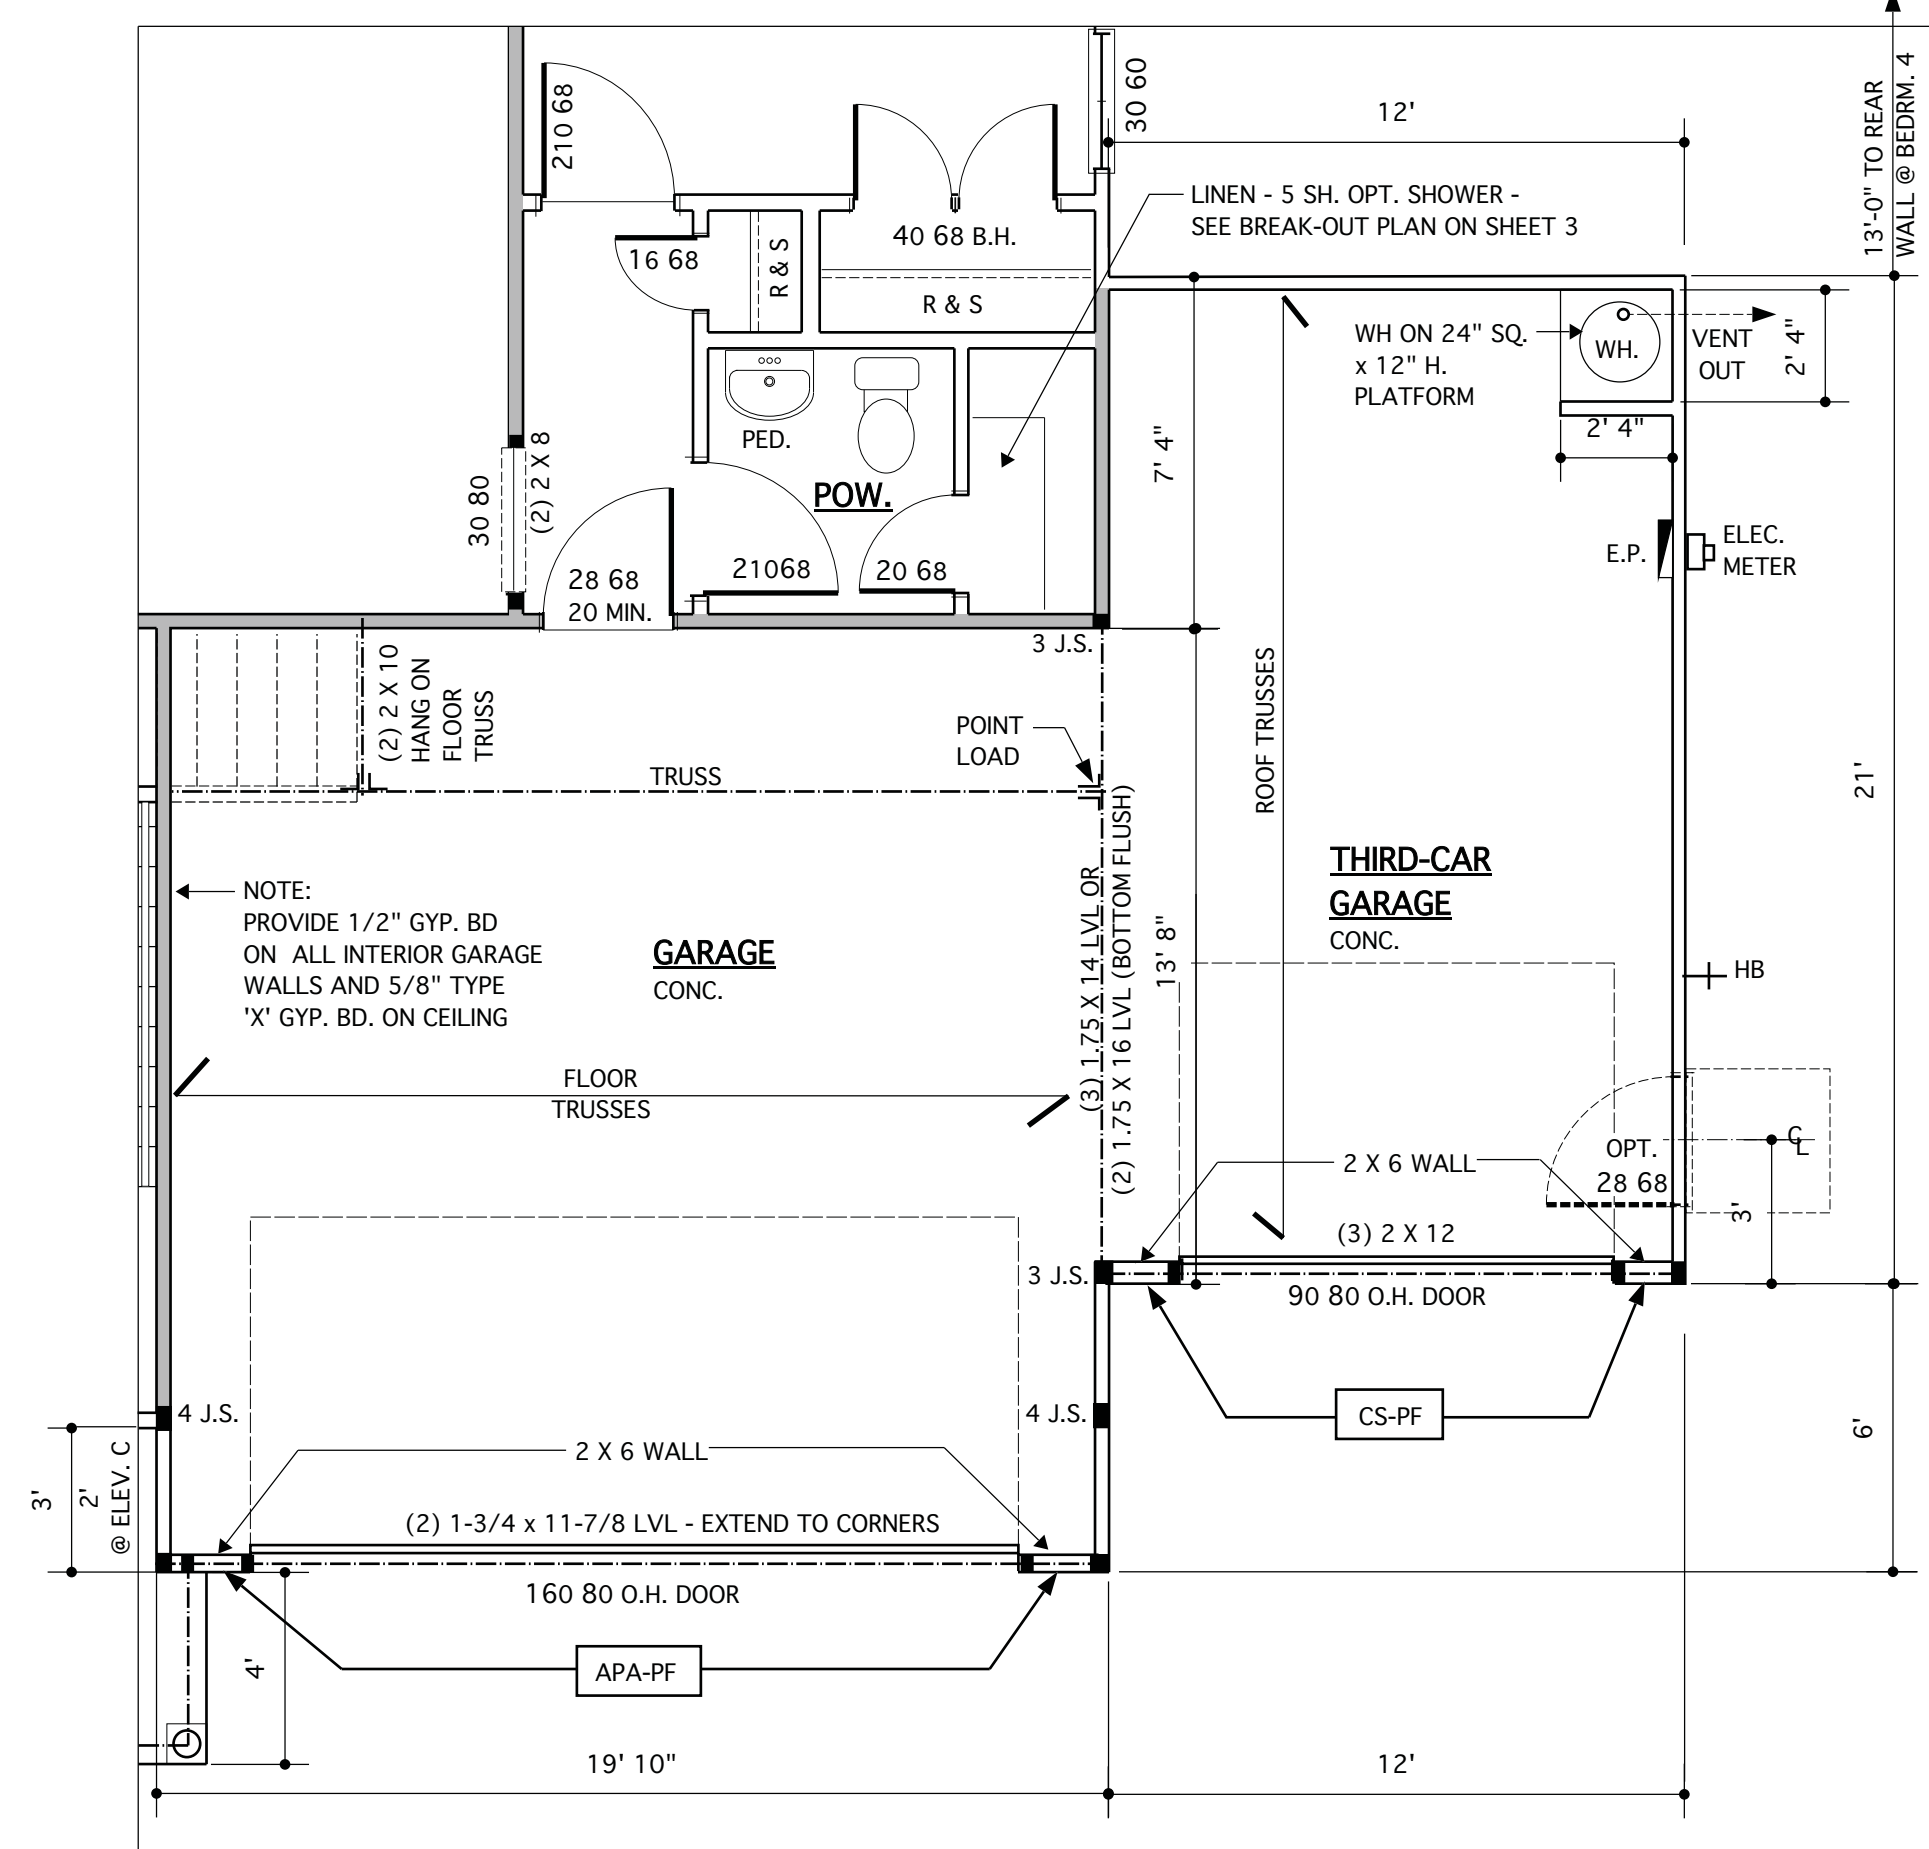 210 68
30 60
12'
13'-0" TO REAR
WALL @ BEDRM. 4
LINEN - 5 SH. OPT. SHOWER -
SEE BREAK-OUT PLAN ON SHEET 3
16 68
R & S
40 68 B.H.
R & S
WH ON 24" SQ.
x 12" H.
PLATFORM
WH.
VENT
OUT
2' 4"
2' 4"
PED.
POW.
30 80
(2) 2 X 8
7' 4"
28 68
20 MIN.
21068
20 68
E.P.
ELEC.
METER
3 J.S.
(2) 2 X 10
HANG ON
FLOOR
TRUSS
POINT
LOAD
TRUSS
ROOF TRUSSES
21'
NOTE:
PROVIDE 1/2" GYP. BD
ON ALL INTERIOR GARAGE
WALLS AND 5/8" TYPE
'X' GYP. BD. ON CEILING
GARAGE
CONC.
(3) 1.75 X 14 LVL OR
(2) 1.75 X 16 LVL (BOTTOM FLUSH)
13' 8"
THIRD-CAR
GARAGE
CONC.
HB
FLOOR
TRUSSES
2 X 6 WALL
OPT.
28 68
CL
3'
(3) 2 X 12
3 J.S.
90 80 O.H. DOOR
4 J.S.
4 J.S.
CS-PF
6'
3'
2'
@ ELEV. C
2 X 6 WALL
(2) 1-3/4 x 11-7/8 LVL - EXTEND TO CORNERS
160 80 O.H. DOOR
4'
APA-PF
19' 10"
12'